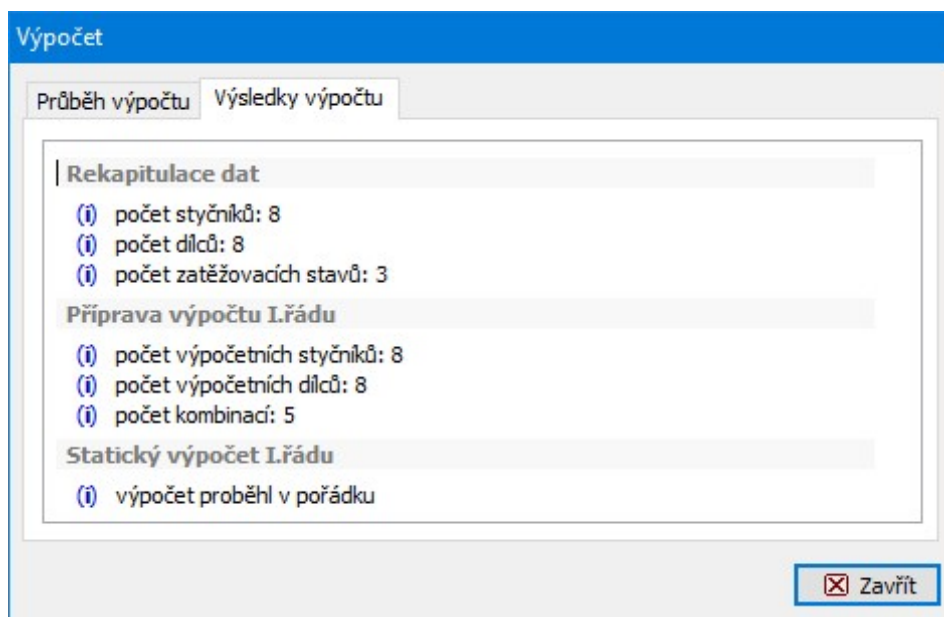 Výpočet
Průběh výpočtu Výsledky výpočtu
Rekapitulace dat
(i) počet styčníků: 8
(i) počet dílců: 8
(i) počet zatěžovacích stavů: 3
Příprava výpočtu I.řádu
(i) počet výpočetních styčníků: 8
(i) počet výpočetních dílců: 8
(i) počet kombinací: 5
Statický výpočet I.řádu
(i) výpočet proběhl v pořádku
Zavřít